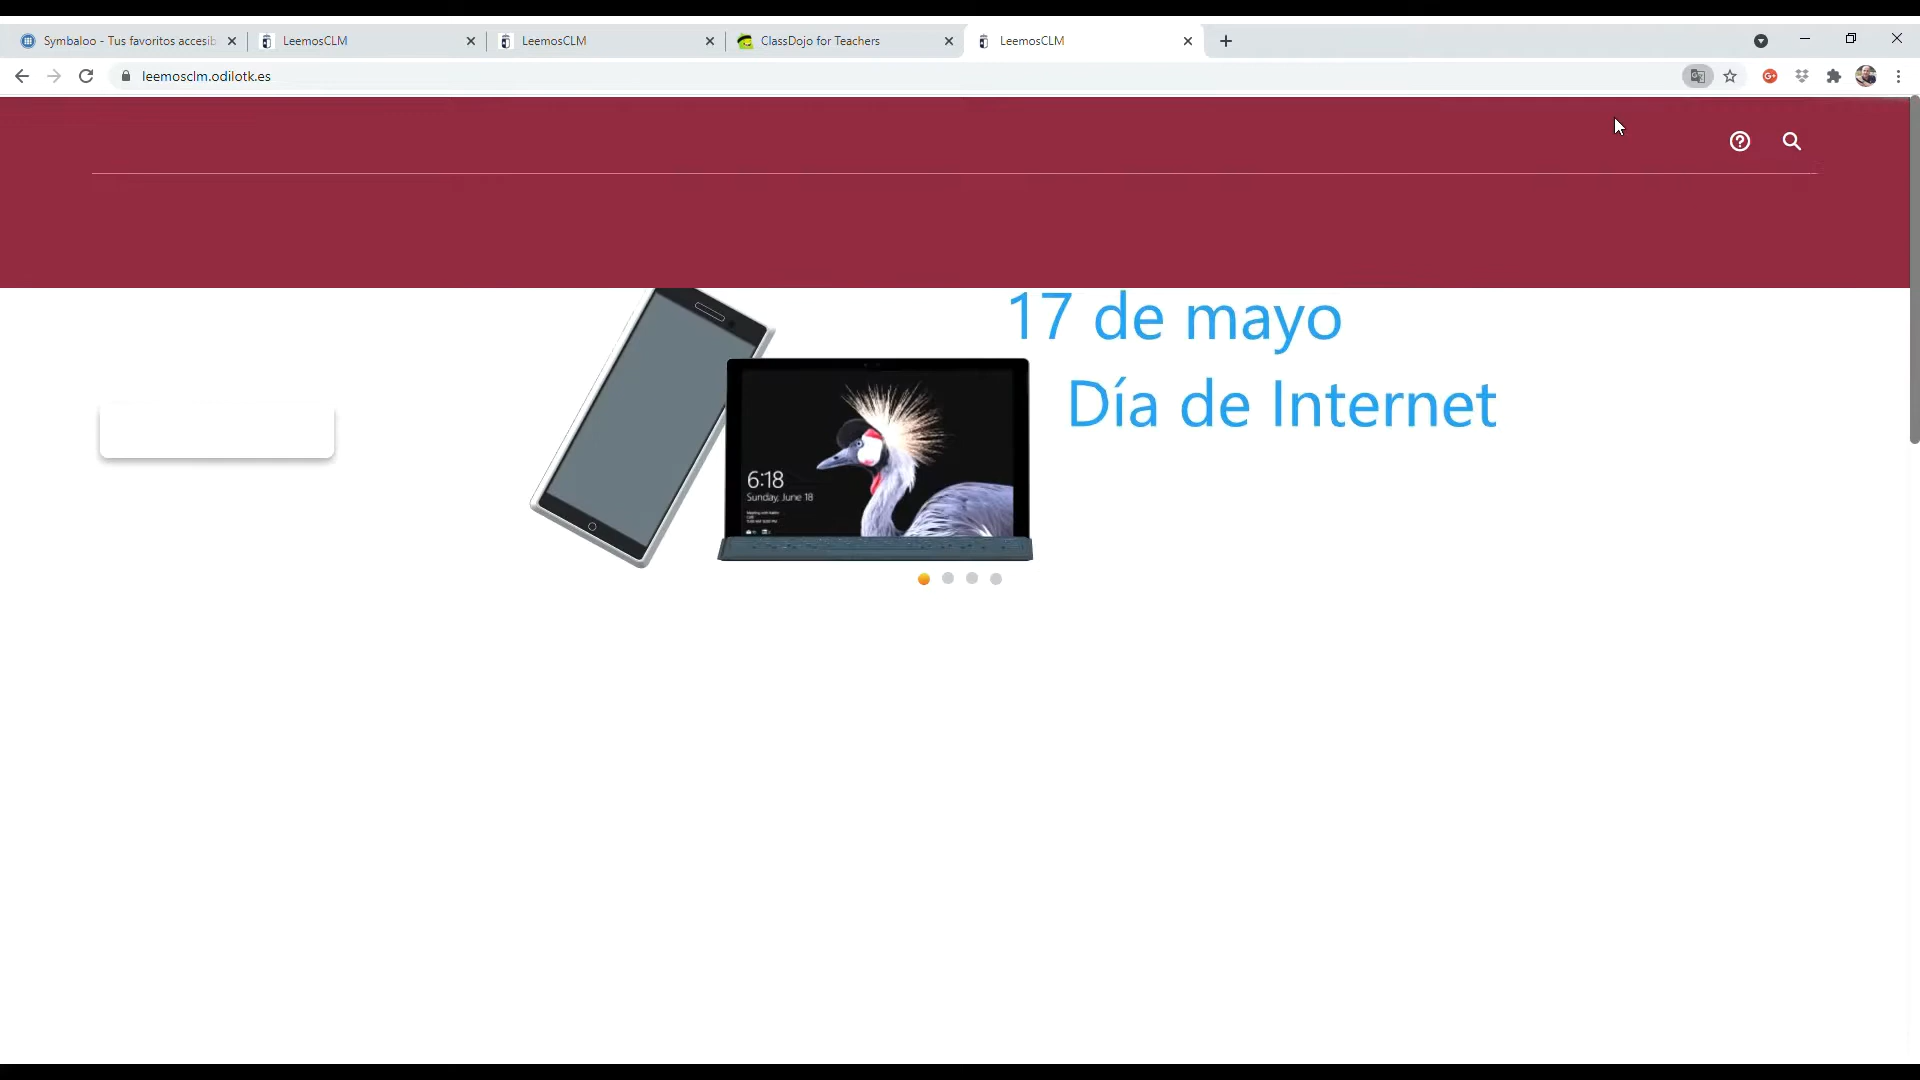 Symbaloo - Tus favoritos accesib
LeemosCLM
LeemosCLM
ClassDojo for Teachers
LeemosCLM
leemosclm.odilotk.es
17 de mayo
Día de Internet
6:18
Sunday, June 18